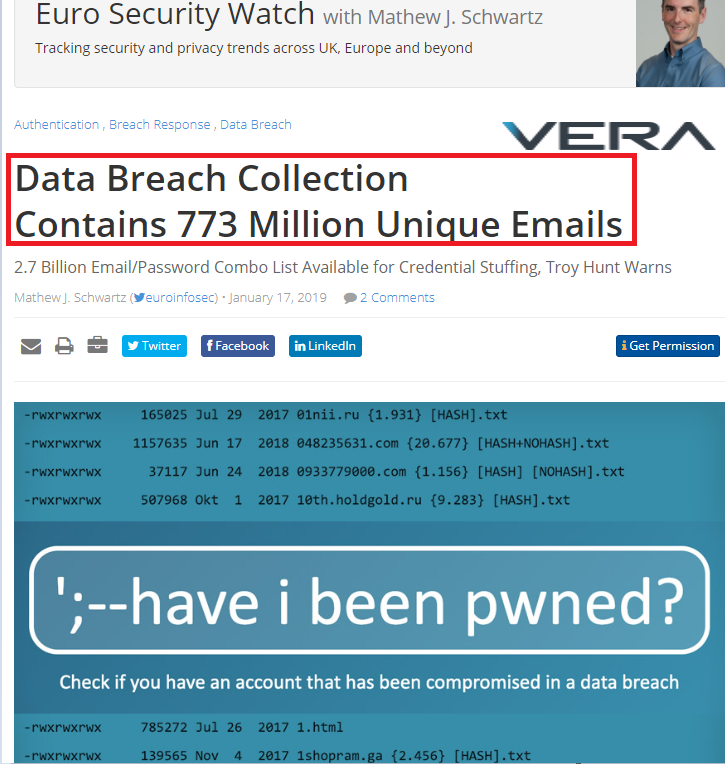 Euro Security Watch with Mathew J. Schwartz
Tracking security and privacy trends across UK, Europe and beyond
Authentication , Breach Response , Data Breach
VERA
Data Breach Collection
Contains 773 Million Unique Emails
2.7 Billion Email/Password Combo List Available for Credential Stuffing, Troy Hunt Warns
Mathew J. Schwartz (euroinfosec) • January 17, 2019 2 Comments
Twitter Facebook LinkedIn Get Permission
-rwxrwxrwx 165025 Jul 29 2017 01nii.ru {1.931} [HASH].txt
-rwxrwxrwx 1157635 Jun 17 2018 048235631.com {20.677} [HASH+NOHASH].txt
-rwxrwxrwx 37117 Jun 24 2018 0933779000.com {1.156} [HASH] [NOHASH].txt
-rwxrwxrwx 507968 Okt 1 2017 10th.holdgold.ru {9.283} [HASH].txt
';--have i been pwned?
Check if you have an account that has been compromised in a data breach
-rwxrwxrwx 785272 Jul 26 2017 1.html
-rwxrwxrwx 139565 Nov 4 2017 1shopram.ga {2.456} [HASH].txt